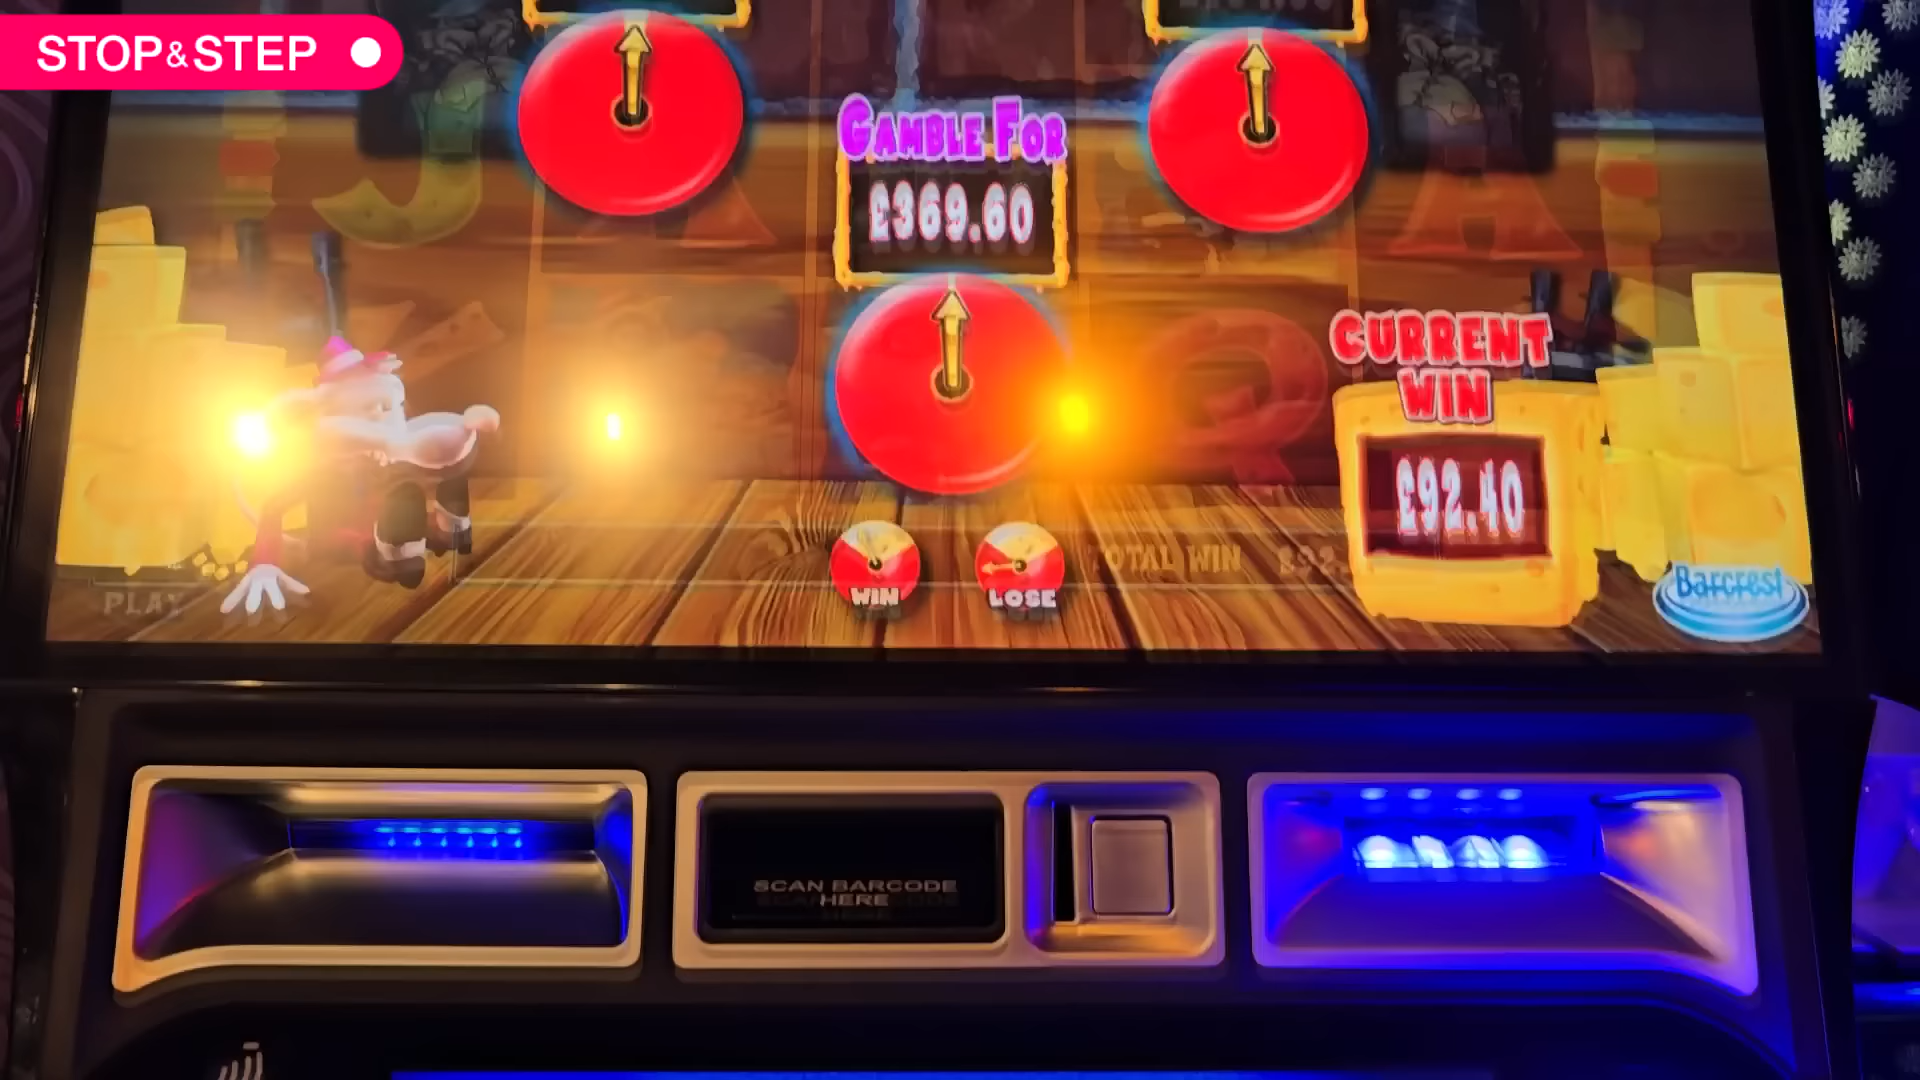 STOP&STEP
GAMBLE FOR
£369.60
CURRENT
WIN
£92.40
WIN
LOSE
TOTAL WIN
PLAY
Barcrest
SCAN BARCODE
HERE